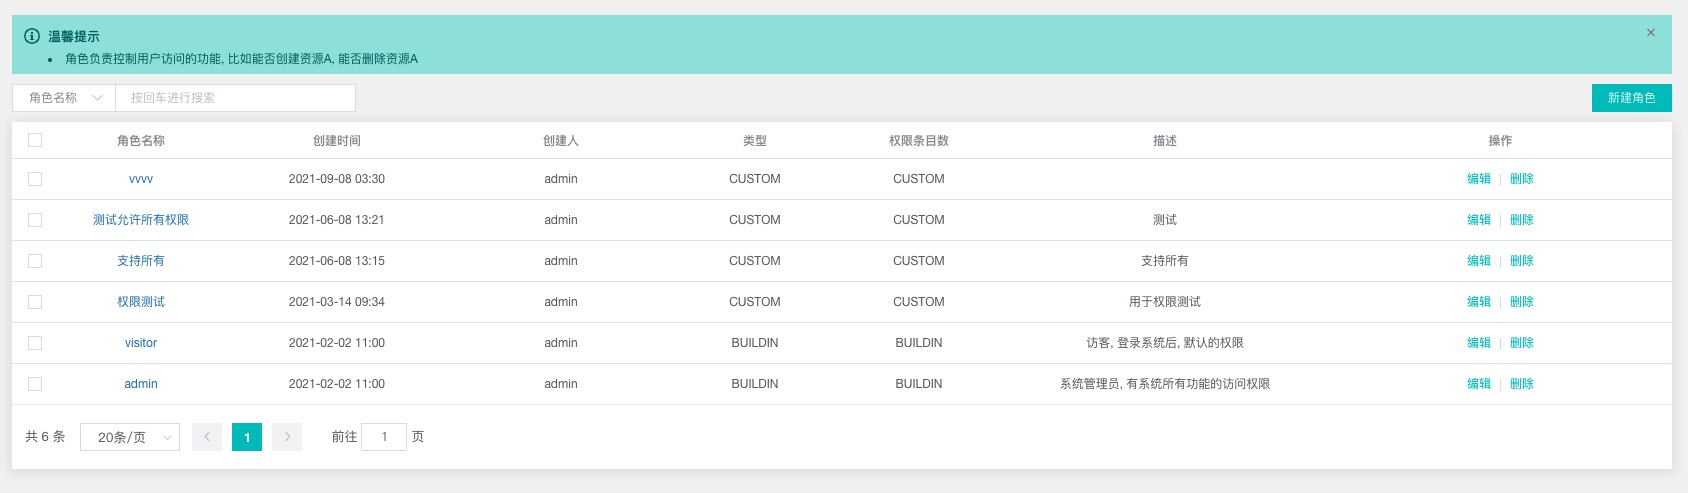 温馨提示
角色负责控制用户访问的功能, 比如能否创建资源A, 能否删除资源A
角色名称 按回车进行搜索 新建角色
角色名称 创建时间 创建人 类型 权限条目数 描述 操作
vvvv 2021-09-08 03:30 admin CUSTOM CUSTOM 编辑 | 删除
测试允许所有权限 2021-06-08 13:21 admin CUSTOM CUSTOM 测试 编辑 | 删除
支持所有 2021-06-08 13:15 admin CUSTOM CUSTOM 支持所有 编辑 | 删除
权限测试 2021-03-14 09:34 admin CUSTOM CUSTOM 用于权限测试 编辑 | 删除
visitor 2021-02-02 11:00 admin BUILDIN BUILDIN 访客, 登录系统后, 默认的权限 编辑 | 删除
admin 2021-02-02 11:00 admin BUILDIN BUILDIN 系统管理员, 有系统所有功能的访问权限 编辑 | 删除
共 6 条 20条/页 1 前往 1 页